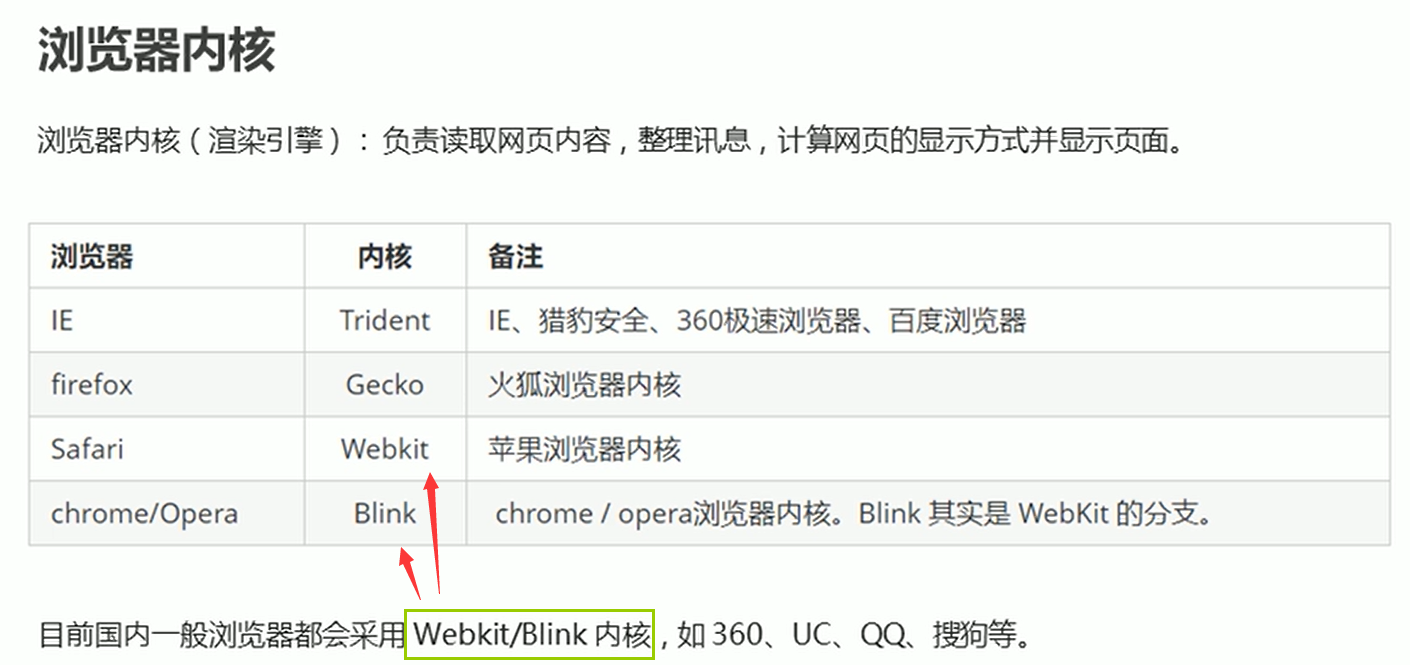 浏览器内核
浏览器内核（渲染引擎）：负责读取网页内容，整理讯息，计算网页的显示方式并显示页面。
浏览器 内核 备注
IE Trident IE、猎豹安全、360极速浏览器、百度浏览器
firefox Gecko 火狐浏览器内核
Safari Webkit 苹果浏览器内核
chrome/Opera Blink chrome / opera浏览器内核。Blink 其实是 WebKit 的分支。
目前国内一般浏览器都会采用 Webkit/Blink 内核，如 360、UC、QQ、搜狗等。